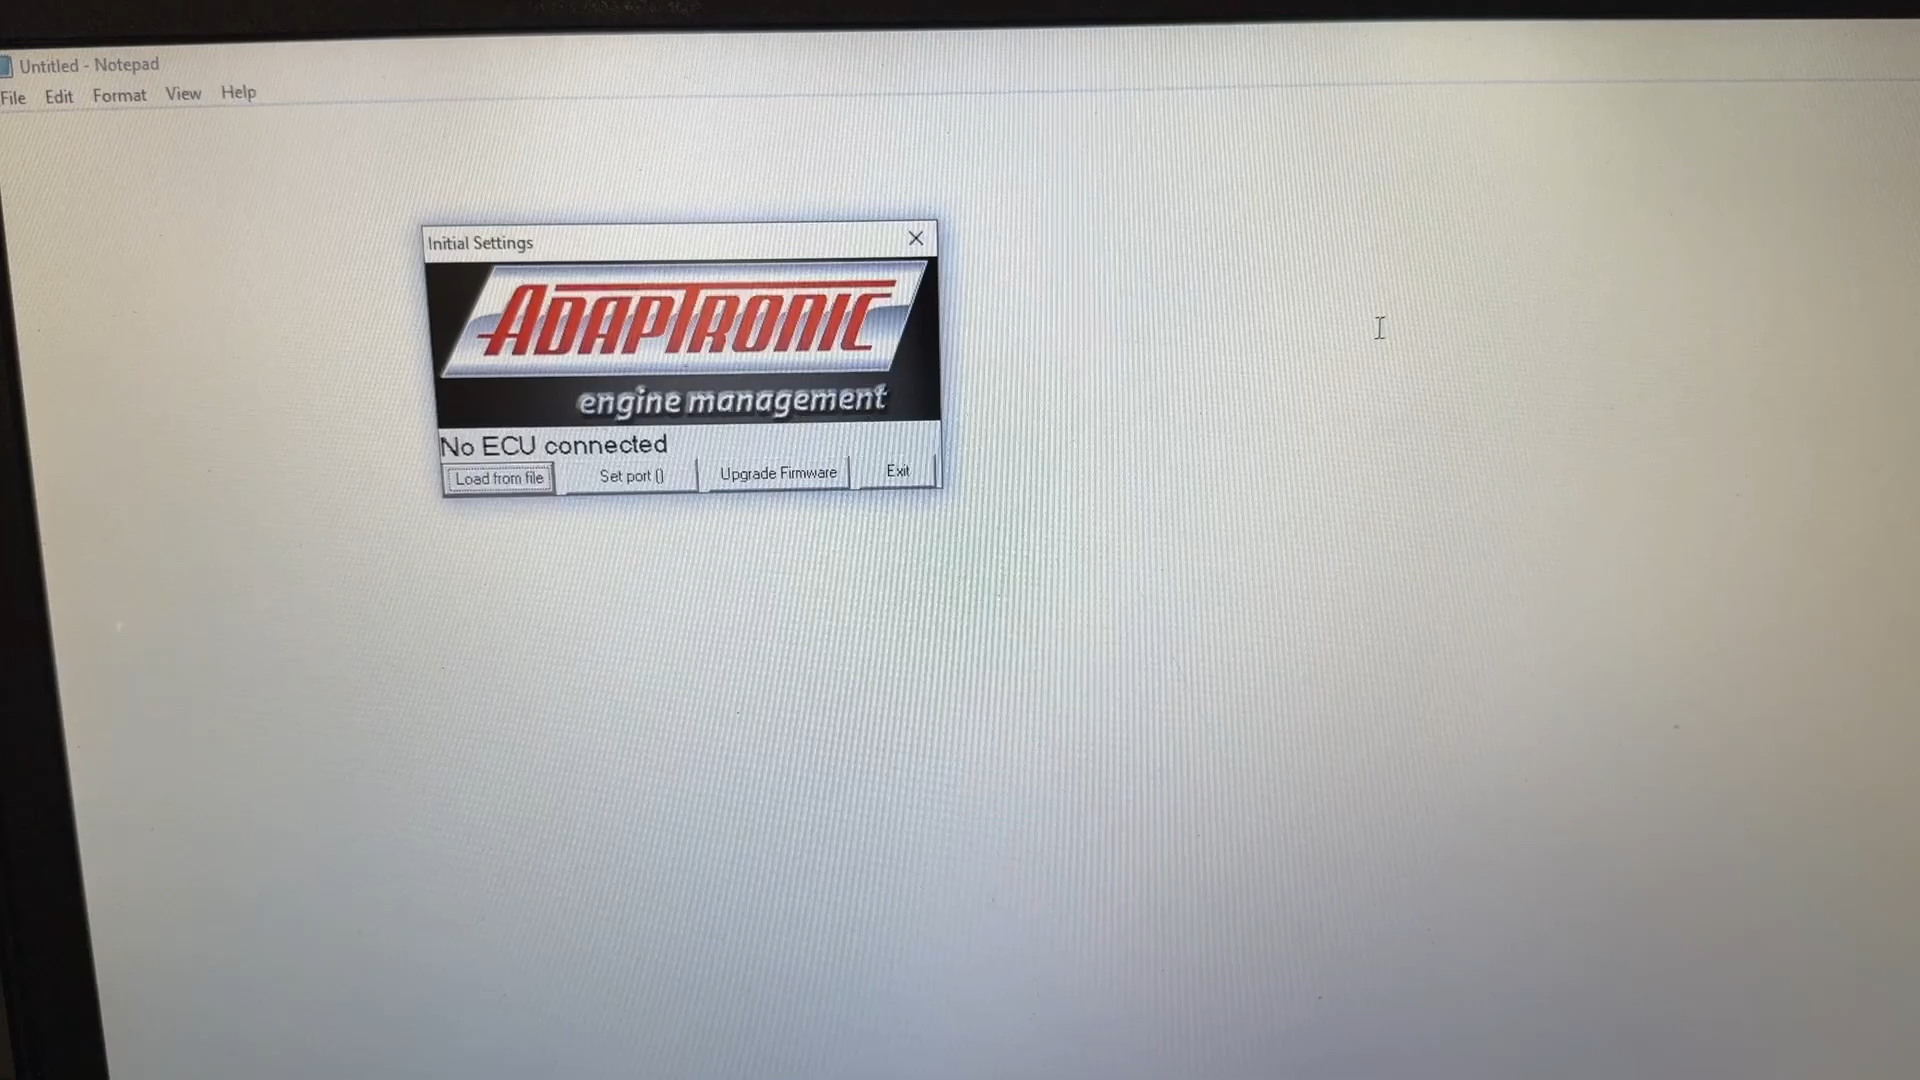 Untitled - Notepad
File Edit Format View Help
Initial Settings
ADAPTRONIC
engine management
No ECU connected
Load from file Set port () Upgrade Firmware Exit